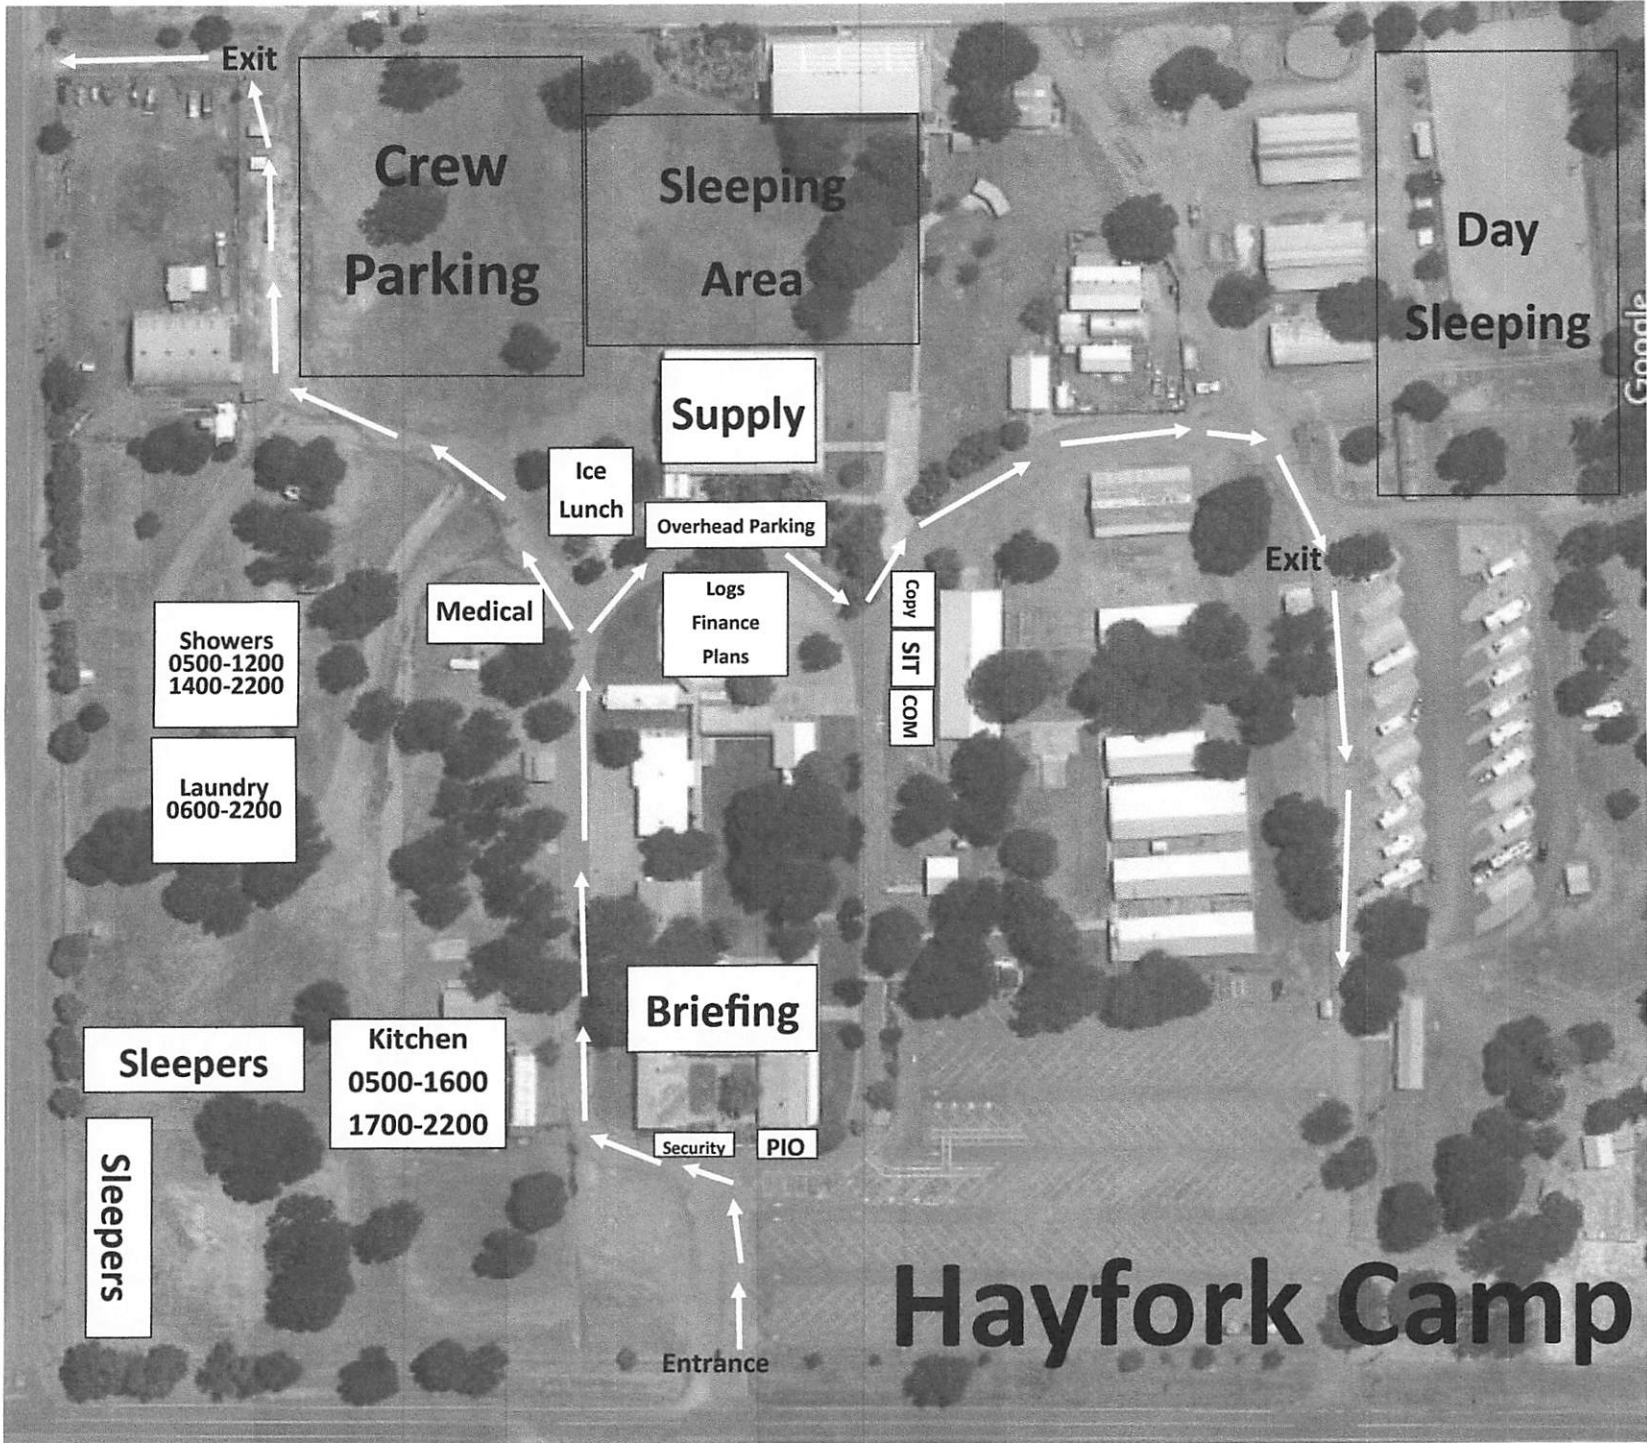 Exit
Crew
Parking
Sleeping
Area
Day
Sleeping
Google
Supply
Ice
Lunch
Overhead Parking
Exit
Medical
Logs
Finance
Plans
Copy
SIT
COM
Showers
0500-1200
1400-2200
Laundry
0600-2200
Briefing
Sleepers
Kitchen
0500-1600
1700-2200
Security
PIO
Sleepers
Hayfork Camp
Entrance